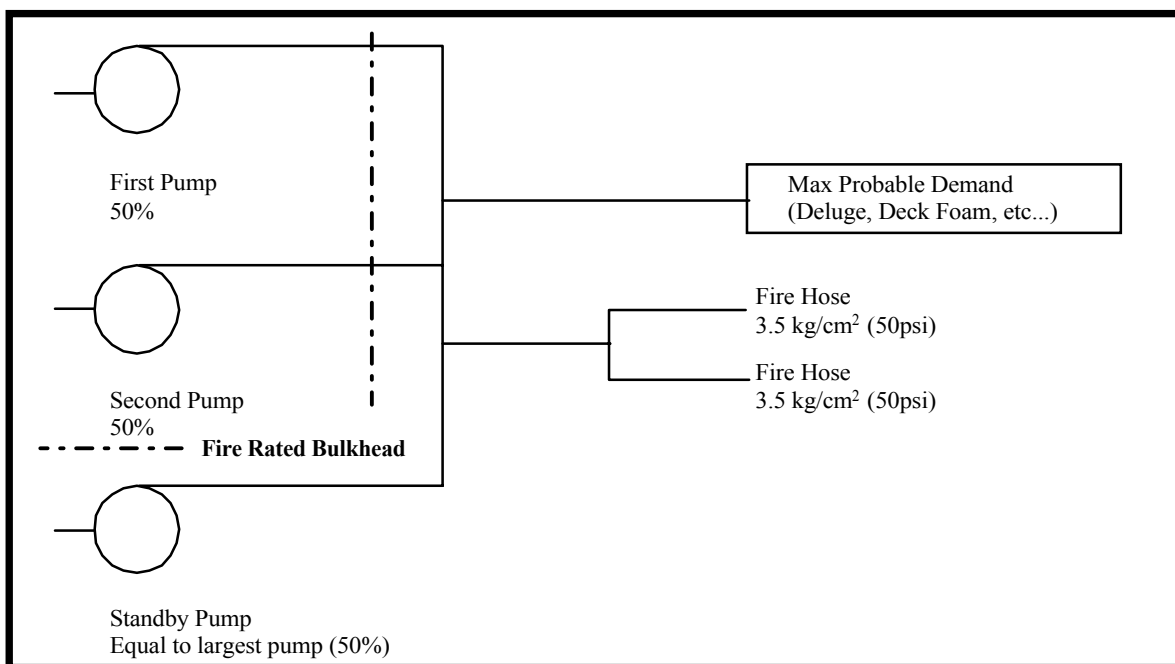 First Pump
50%
Max Probable Demand
(Deluge, Deck Foam, etc...)
Fire Hose
3.5 kg/cm² (50psi)
Fire Hose
3.5 kg/cm² (50psi)
Second Pump
50%
Fire Rated Bulkhead
Standby Pump
Equal to largest pump (50%)